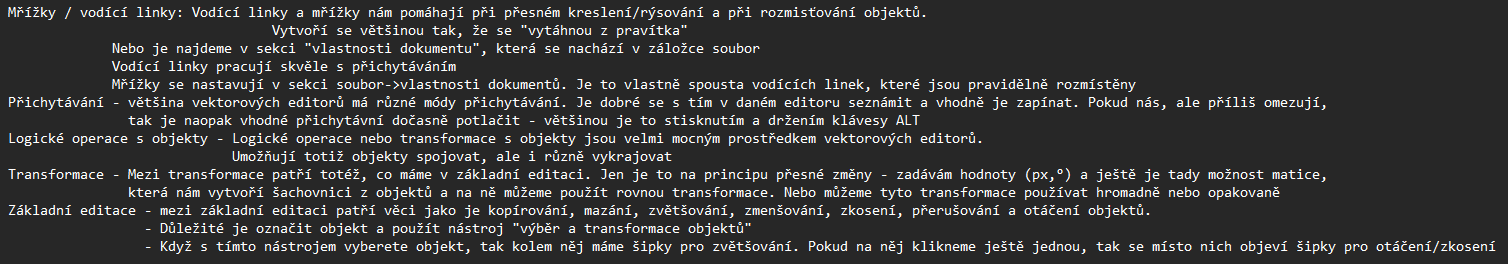 Mřížky / vodící linky: Vodící linky a mřížky nám pomáhají při přesném kreslení/rýsování a při rozmisťování objektů.
Vytvoří se většinou tak, že se "vytáhnou z pravítka"
Nebo je najdeme v sekci "vlastnosti dokumentu", která se nachází v záložce soubor
Vodící linky pracují skvěle s přichytáváním
Mřížky se nastavují v sekci soubor->vlastnosti dokumentů. Je to vlastně spousta vodících linek, které jsou pravidělně rozmístěny
Přichytávání - většina vektorových editorů má různé módy přichytávání. Je dobré se s tím v daném editoru seznámit a vhodně je zapínat. Pokud nás, ale příliš omezují,
tak je naopak vhodné přichytávní dočasně potlačit - většinou je to stisknutím a držením klávesy ALT
Logické operace s objekty - Logické operace nebo transformace s objekty jsou velmi mocným prostředkem vektorových editorů.
Umožňují totiž objekty spojovat, ale i různě vykrajovat
Transformace - Mezi transformace patří totéž, co máme v základní editaci. Jen je to na principu přesné změny - zadávám hodnoty (px,°) a ještě je tady možnost matice,
která nám vytvoří šachovnici z objektů a na ně můžeme použít rovnou transformace. Nebo můžeme tyto transformace používat hromadně nebo opakovaně
Základní editace - mezi základní editaci patří věci jako je kopírování, mazání, zvětšování, zmenšování, zkosení, přerušování a otáčení objektů.
- Důležité je označit objekt a použít nástroj "výběr a transformace objektů"
- Když s tímto nástrojem vyberete objekt, tak kolem něj máme šipky pro zvětšování. Pokud na něj klikneme ještě jednou, tak se místo nich objeví šipky pro otáčení/zkosení